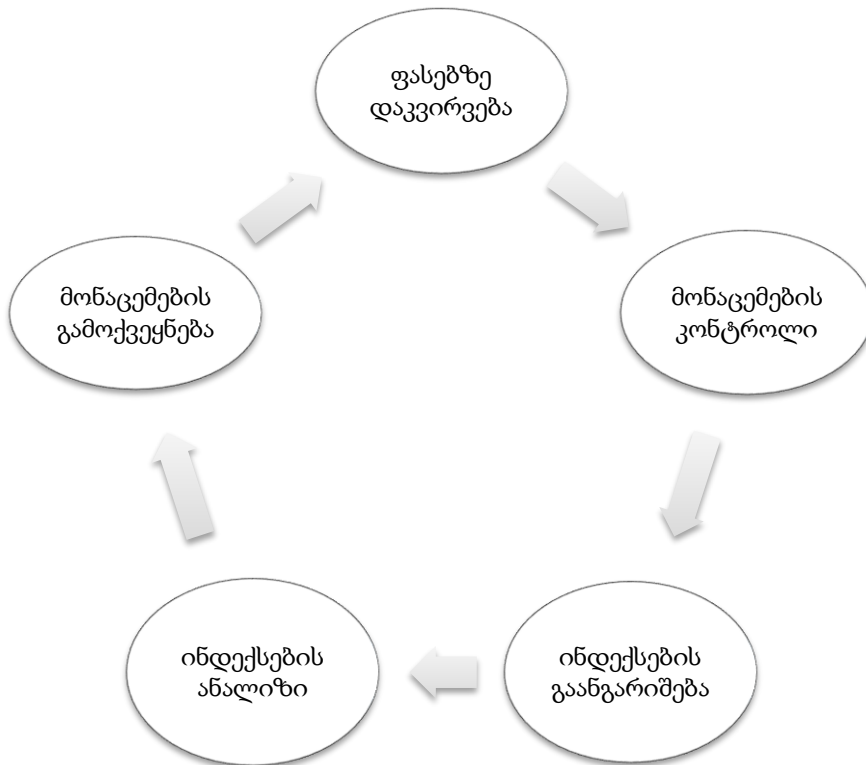 ფასებზე
დაკვირვება
მონაცემების
კონტროლი
ინდექსების
გაანგარიშება
ინდექსების
ანალიზი
მონაცემების
გამოქვეყნება